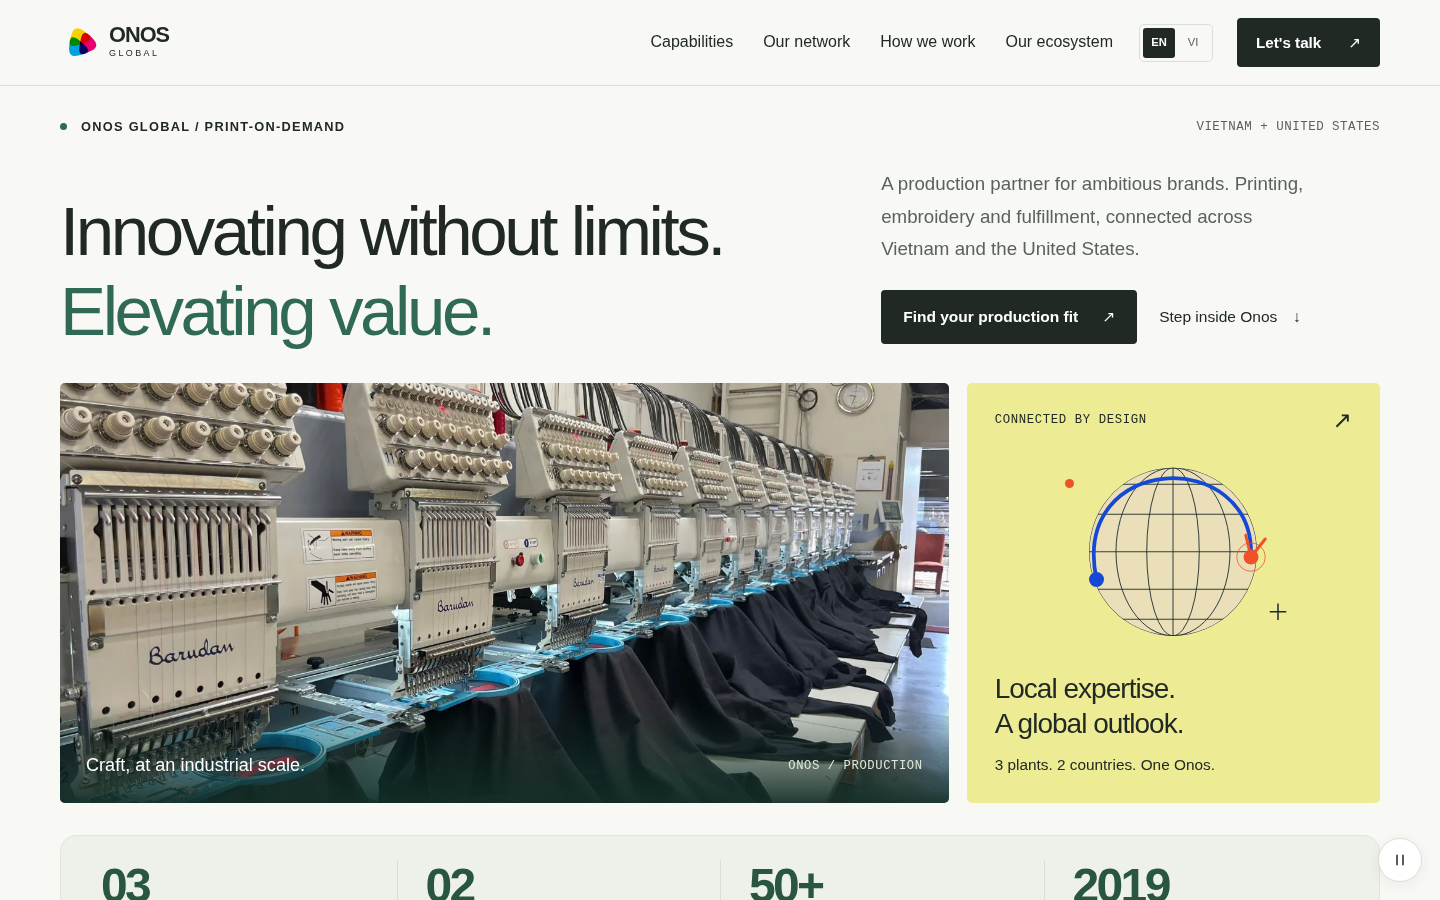 ONOS
GLOBAL
Capabilities
Our network
How we work
Our ecosystem
EN
VI
Let's talk ↗
ONOS GLOBAL / PRINT-ON-DEMAND
VIETNAM + UNITED STATES
Innovating without limits.
Elevating value.
A production partner for ambitious brands. Printing,
embroidery and fulfillment, connected across
Vietnam and the United States.
Find your production fit ↗
Step inside Onos ↓
WARNING
WARNING
Barudan
Barudan
Barudan
Craft, at an industrial scale.
ONOS / PRODUCTION
CONNECTED BY DESIGN ↗
Local expertise.
A global outlook.
3 plants. 2 countries. One Onos.
03
02
50+
2019